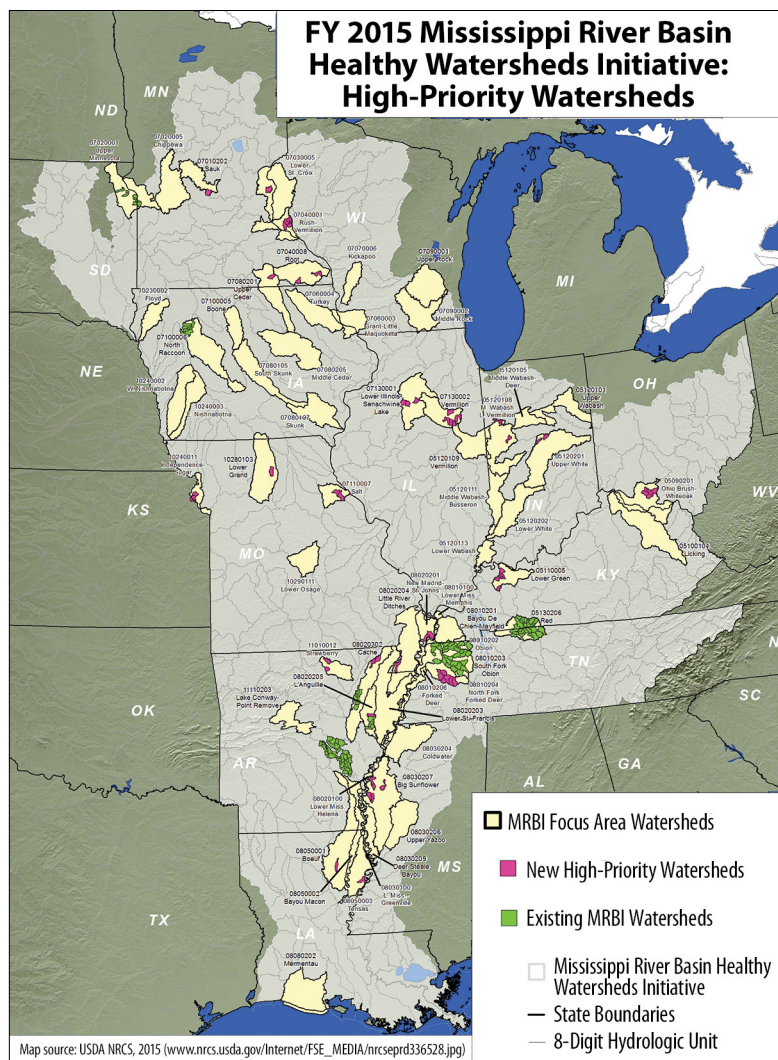 FY 2015 Mississippi River Basin
Healthy Watersheds Initiative:
High-Priority Watersheds
MN
ND
07020001
Upper
Minnesota
07020005
Chippewa
07010202
Sauk
07030005
Lower
St. Croix
WI
07040001
Rush-
Vermillion
SD
07040008
Root
07070006
Kickapoo
07090001
Upper Rock
MI
10230002
Floyd
07100005
Boone
07080201
Upper
Cedar
07060004
Turkey
07060003
Grant-Little
Maquoketa
07090002
Middle Rock
07100006
North
Raccoon
NE
07080105
South Skunk
IA
07080205
Middle Cedar
10240002
W. Nishnabotna
10240003
Nishnabotna
07080107
Skunk
07130001
Lower Illinois-
Senachwine
Lake
07130002
Vermilion
05120105
Middle Wabash-
Deer
05120108
M. Wabash
L. Vermillion
05120101
Upper
Wabash
OH
10240011
Independence-
Sugar
10280103
Lower
Grand
07110007
Salt
05120109
Vermilion
05120201
Upper White
05120111
Middle Wabash-
Busseron
IL
IN
05090201
Ohio Brush-
Whiteoak
WV
KS
05120202
Lower White
05120113
Lower Wabash
MO
05100101
Licking
10290111
Lower Osage
05110005
Lower Green
KY
08020201
New Madrid-
St. Johns
08010100
Lower Miss.
Memphis
08020204
Little River
Ditches
08010201
Bayou De
Chien-Mayfield
05130206
Red
11010012
Strawberry
08020302
Cache
08010202
Obion
08010203
South Fork
Obion
TN
N
08020205
L'Anguille
08010206
Forked
Deer
08010204
North Fork
Forked Deer
11110203
Lake Conway-
Point Remove
08020203
Lower St. Francis
SC
OK
AR
08030204
Coldwater
GA
AL
08030207
Big Sunflower
08020100
Lower Miss.
Helena
08030206
Upper Yazoo
08050001
Boeuf
08030209
Deer-Steele
Bayou
MS
08050002
Bayou Macon
08030100
L. Miss.-
Greenville
08050003
Tensas
TX
LA
08080202
Mermentau
MRBI Focus Area Watersheds
New High-Priority Watersheds
Existing MRBI Watersheds
Mississippi River Basin Healthy
Watersheds Initiative
State Boundaries
8-Digit Hydrologic Unit
Map source: USDA NRCS, 2015 (www.nrcs.usda.gov/Internet/FSE_MEDIA/nrcseprd336528.jpg)